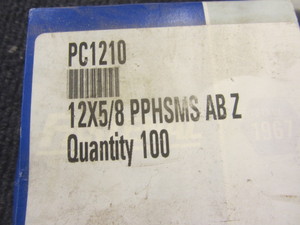 PC1210
12X5/8 PPHSMS AB Z
Quantity 100